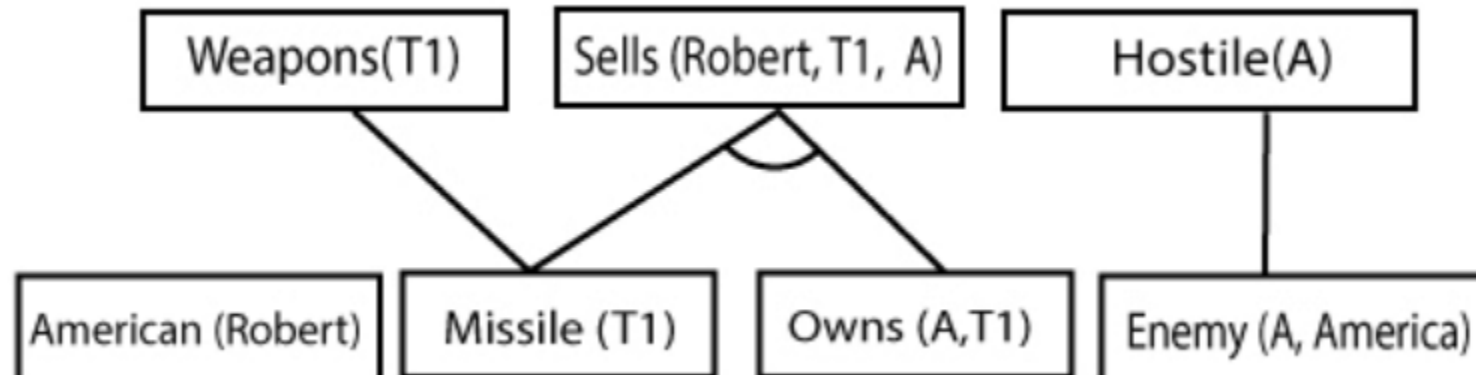 Weapons(T1)
Sells (Robert, T1, A)
Hostile(A)
American (Robert)
Missile (T1)
Owns (A,T1)
Enemy (A, America)